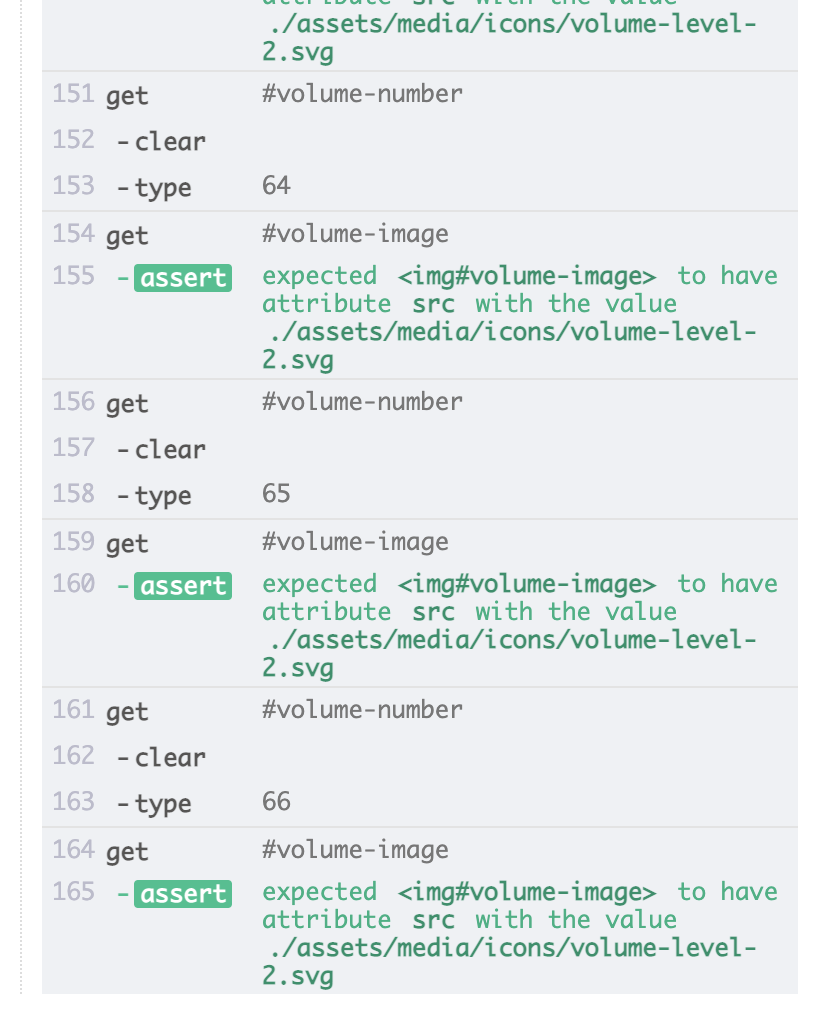 attribute src with the value
./assets/media/icons/volume-level-
2.svg
151 get #volume-number
152 -clear
153 -type 64
154 get #volume-image
155 -assert expected <img#volume-image> to have
attribute src with the value
./assets/media/icons/volume-level-
2.svg
156 get #volume-number
157 -clear
158 -type 65
159 get #volume-image
160 -assert expected <img#volume-image> to have
attribute src with the value
./assets/media/icons/volume-level-
2.svg
161 get #volume-number
162 -clear
163 -type 66
164 get #volume-image
165 -assert expected <img#volume-image> to have
attribute src with the value
./assets/media/icons/volume-level-
2.svg